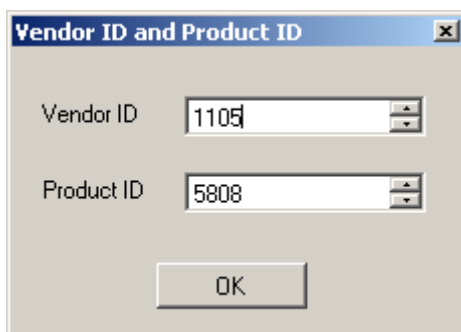 Vendor ID and Product ID
Vendor ID 1105
Product ID 5808
OK